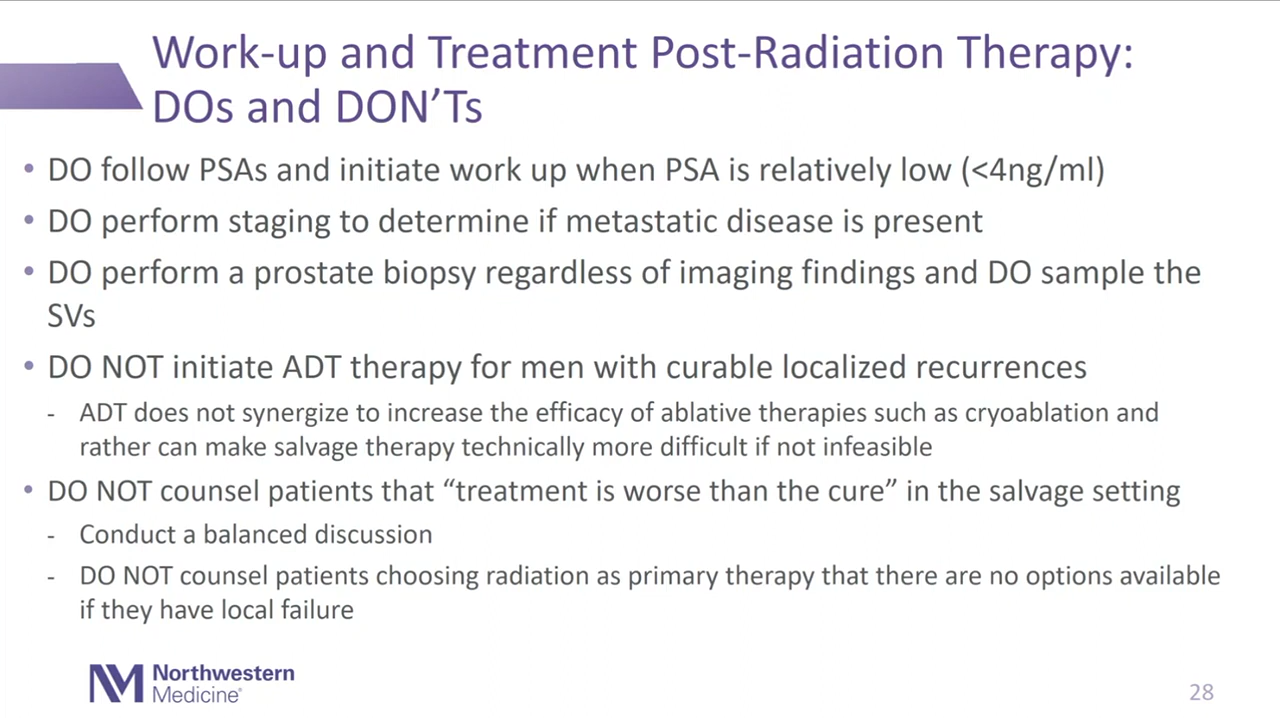 Work-up and Treatment Post-Radiation Therapy:
DOs and DON'Ts
• DO follow PSAs and initiate work up when PSA is relatively low (<4ng/ml)
• DO perform staging to determine if metastatic disease is present
• DO perform a prostate biopsy regardless of imaging findings and DO sample the
SVs
• DO NOT initiate ADT therapy for men with curable localized recurrences
- ADT does not synergize to increase the efficacy of ablative therapies such as cryoablation and
rather can make salvage therapy technically more difficult if not infeasible
• DO NOT counsel patients that “treatment is worse than the cure” in the salvage setting
- Conduct a balanced discussion
- DO NOT counsel patients choosing radiation as primary therapy that there are no options available
if they have local failure
NM Northwestern
Medicine®
28